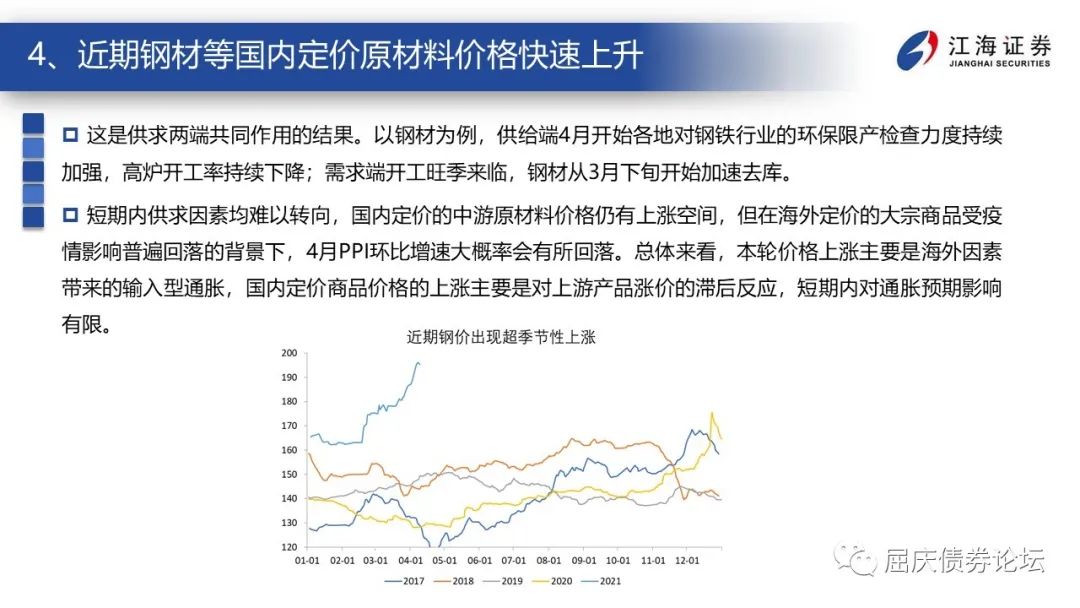 4、近期钢材等国内定价原材料价格快速上升
江海证券
JIANGHAI SECURITIES
这是供求两端共同作用的结果。以钢材为例，供给端4月开始各地对钢铁行业的环保限产检查力度持续
加强，高炉开工率持续下降；需求端开工旺季来临，钢材从3月下旬开始加速去库。
短期内供求因素均难以转向，国内定价的中游原材料价格仍有上涨空间，但在海外定价的大宗商品受疫
情影响普遍回落的背景下，4月PPI环比增速大概率会有所回落。总体来看，本轮价格上涨主要是海外因素
带来的输入型通胀，国内定价商品价格的上涨主要是对上游产品涨价的滞后反应，短期内对通胀预期影响
有限。
近期钢价出现超季节性上涨
200
190
180
170
160
150
140
130
120
01-01 02-01 03-01 04-01 05-01 06-01 07-01 08-01 09-01 10-01 11-01 12-01
2017 2018 2019 2020 2021
屈庆债券论坛